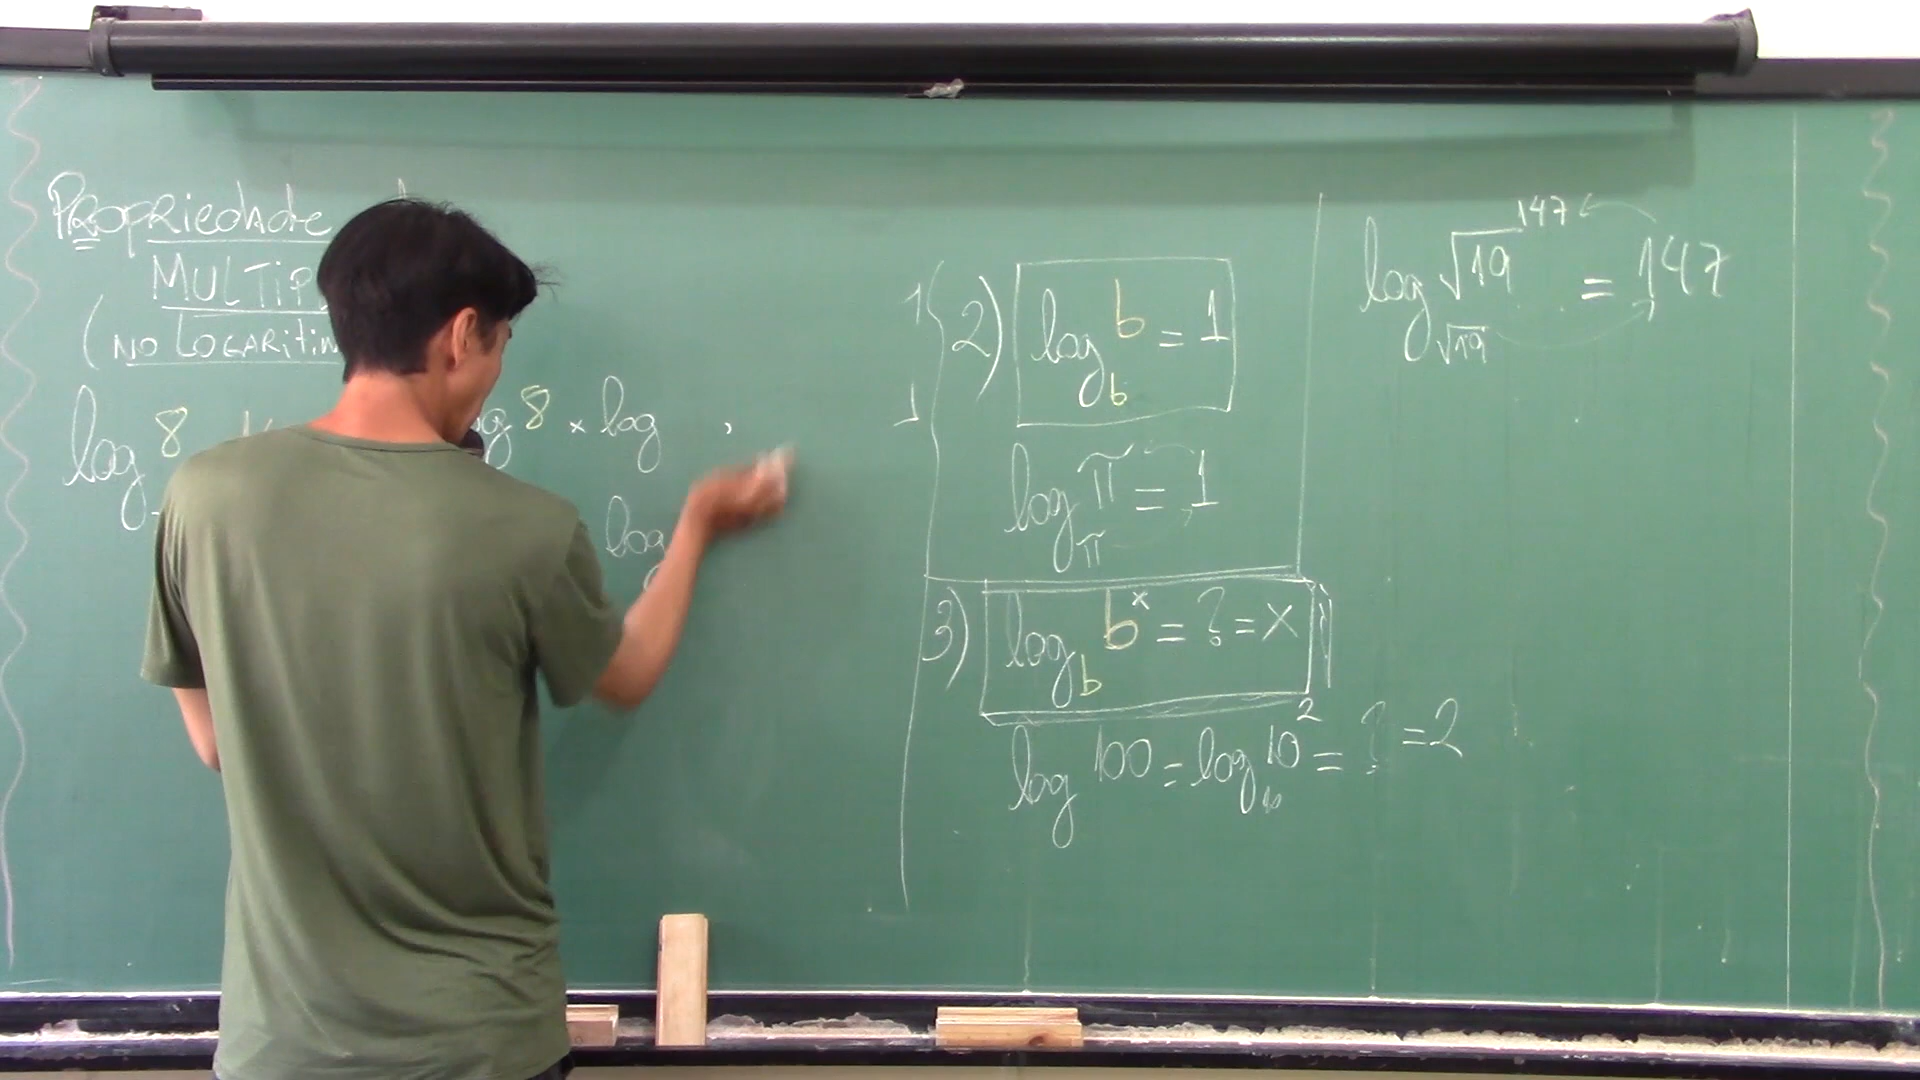 Propriedade
MULTIP
(NO LOGARITIM
log 8
8 × log
log
2) log_b b = 1
log_π π = 1
3) log_b b^x = ? = x
log 100 = log_10 10^2 = ? = 2
log_√19 √19^147 = 147